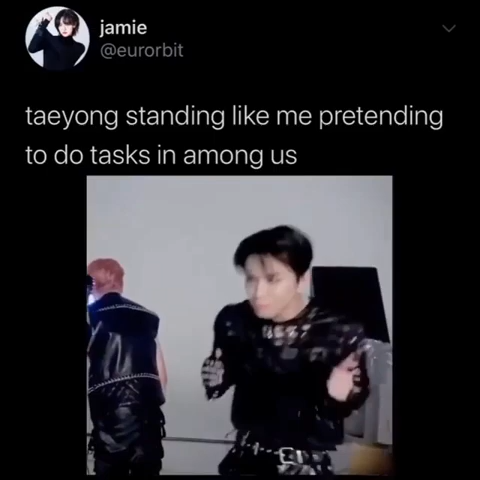 jamie
@eurorbit
taeyong standing like me pretending
to do tasks in among us